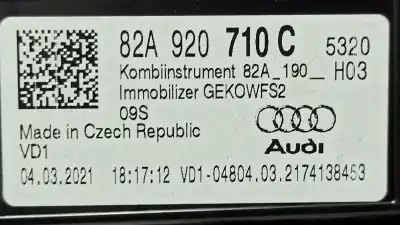 82A 920 710 C 5320
Kombiinstrument 82A_190__ H03
Immobilizer GEKOWFS2
09S
Made in Czech Republic
VD1
Audi
04.03.2021 18:17:12 VD1-04804.03.2174138453